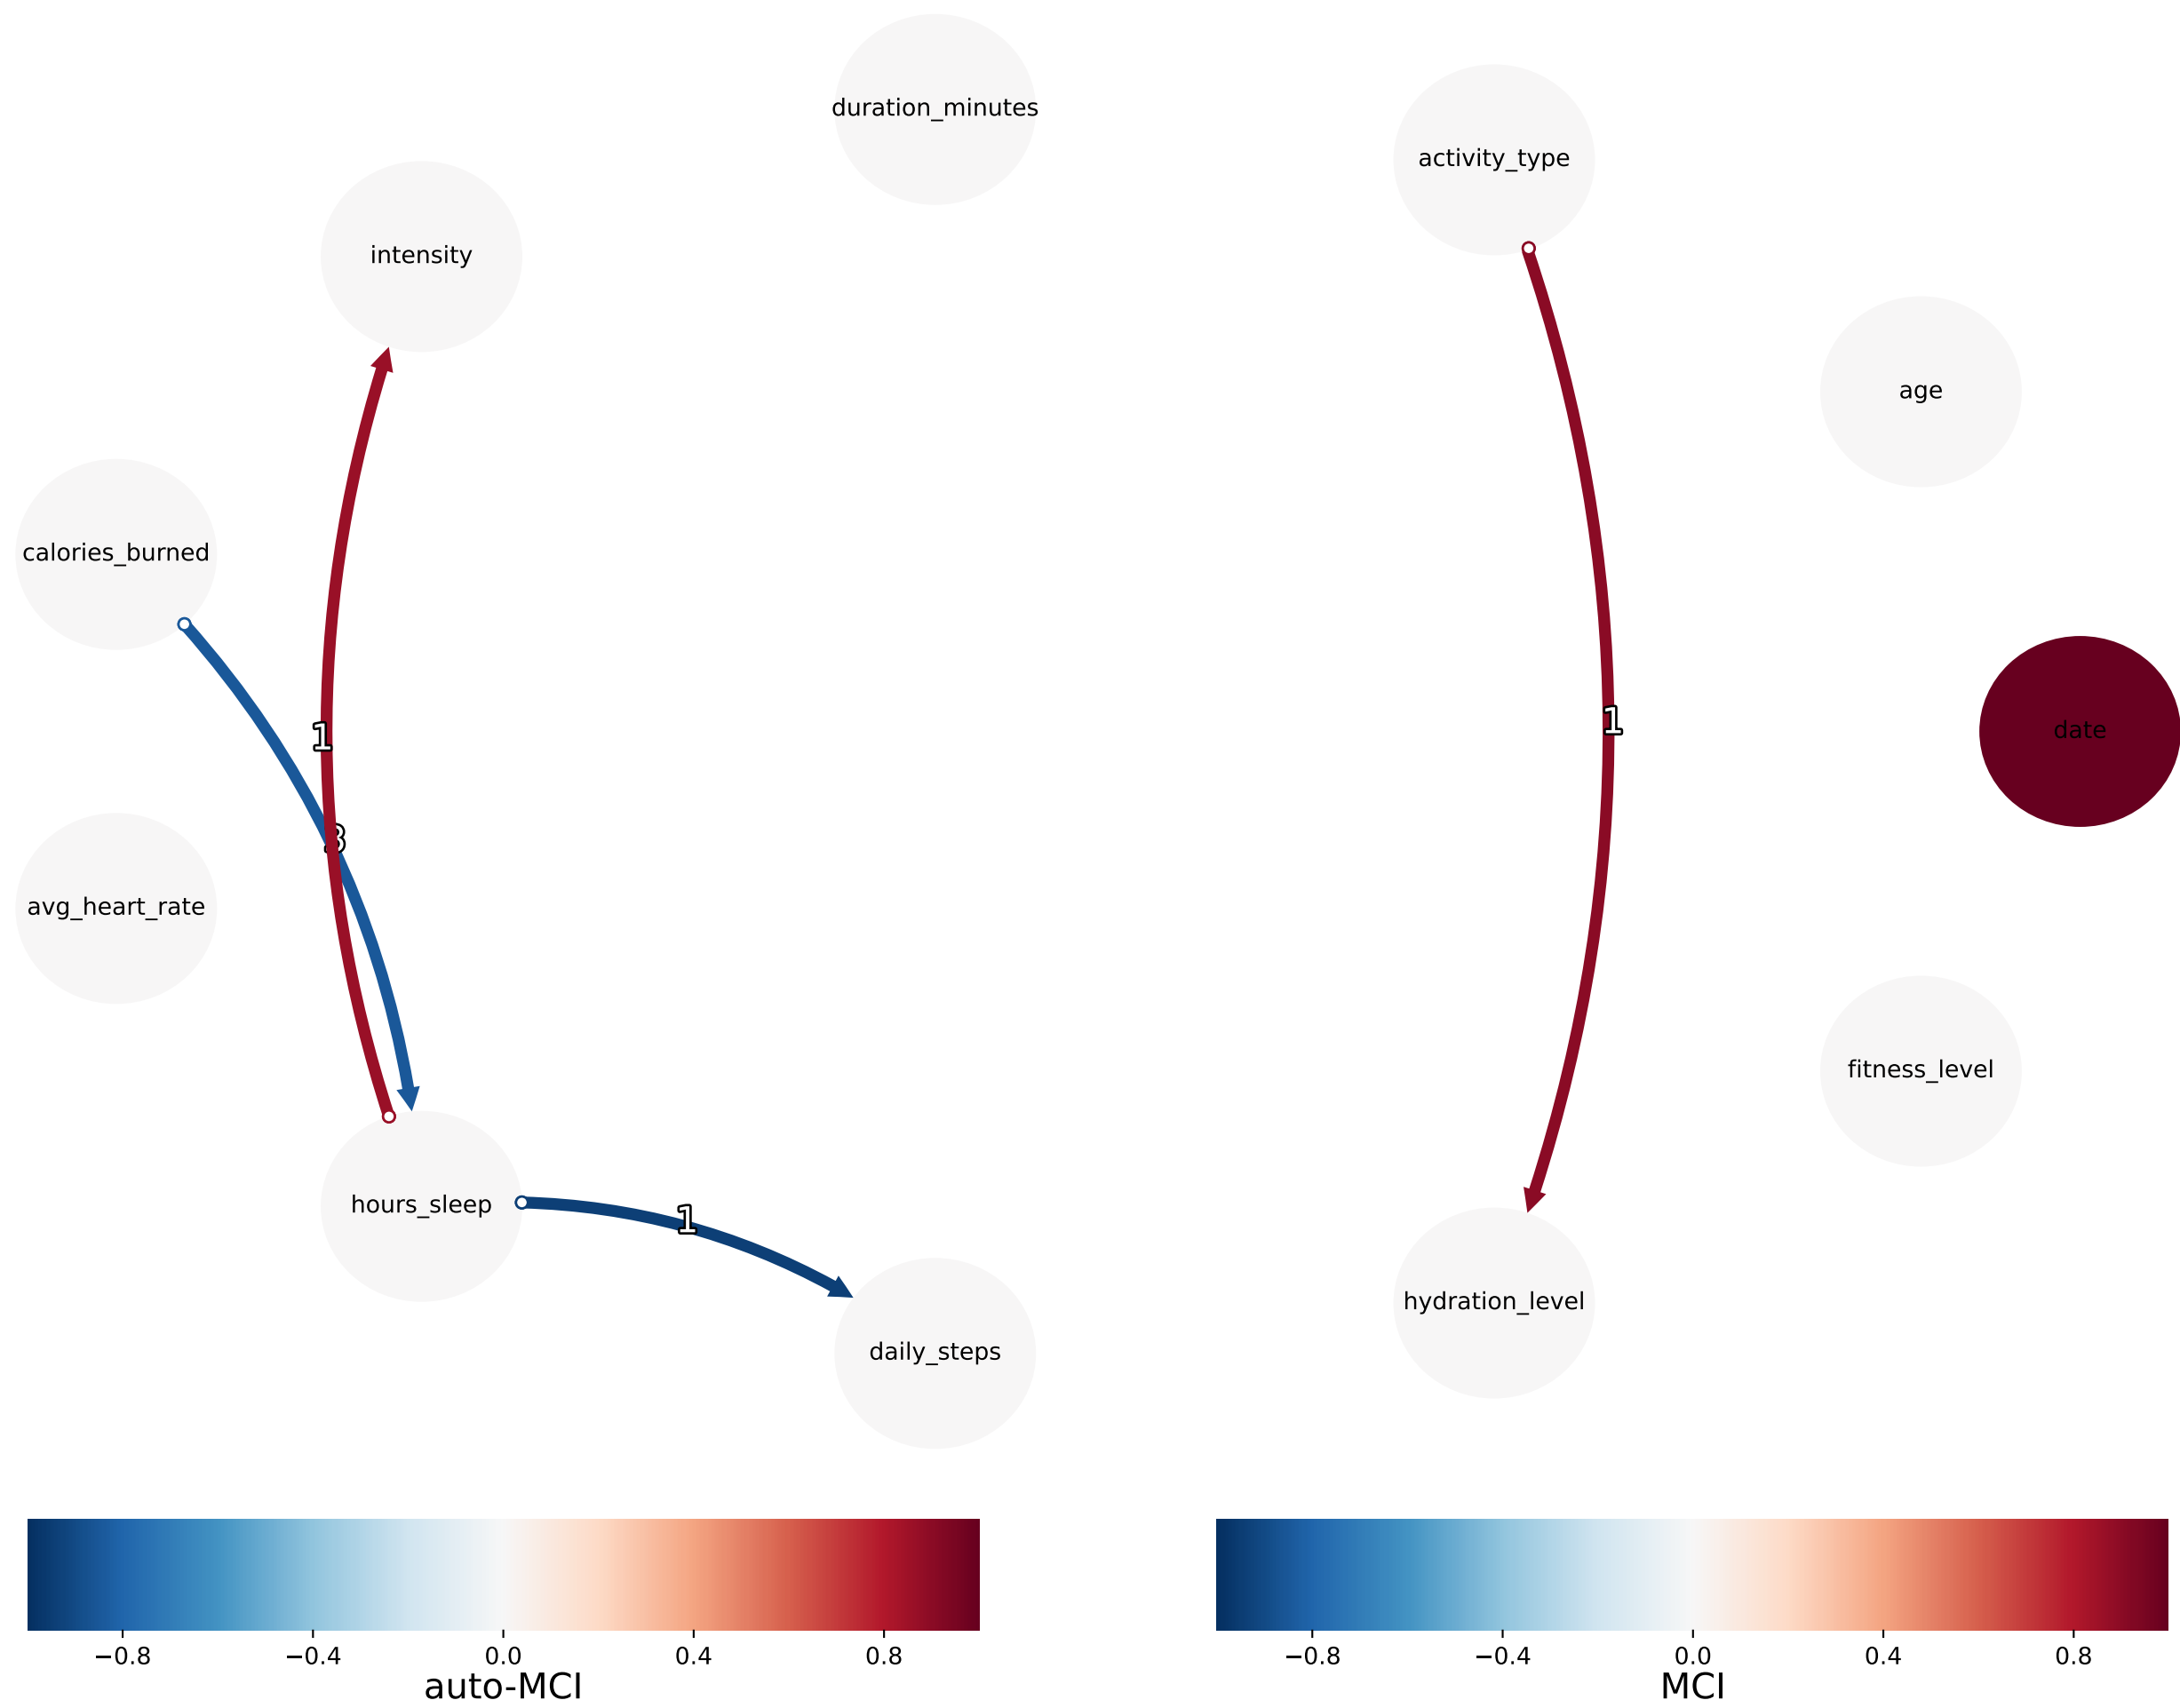 duration_minutes
activity_type
intensity
age
calories_burned
1
1
date
3
avg_heart_rate
fitness_level
hours_sleep
1
hydration_level
daily_steps
−0.8 −0.4 0.0 0.4 0.8
auto-MCI
−0.8 −0.4 0.0 0.4 0.8
MCI